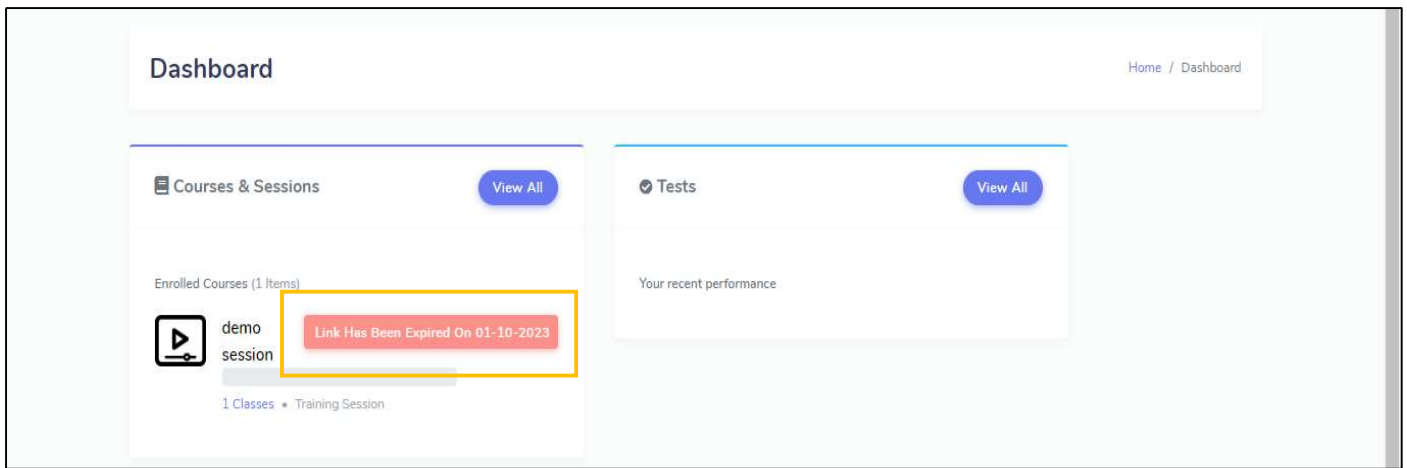 Dashboard
Home / Dashboard
Courses & Sessions
View All
Enrolled Courses (1 Items)
demo
session
Link Has Been Expired On 01-10-2023
1 Classes • Training Session
Tests
View All
Your recent performance